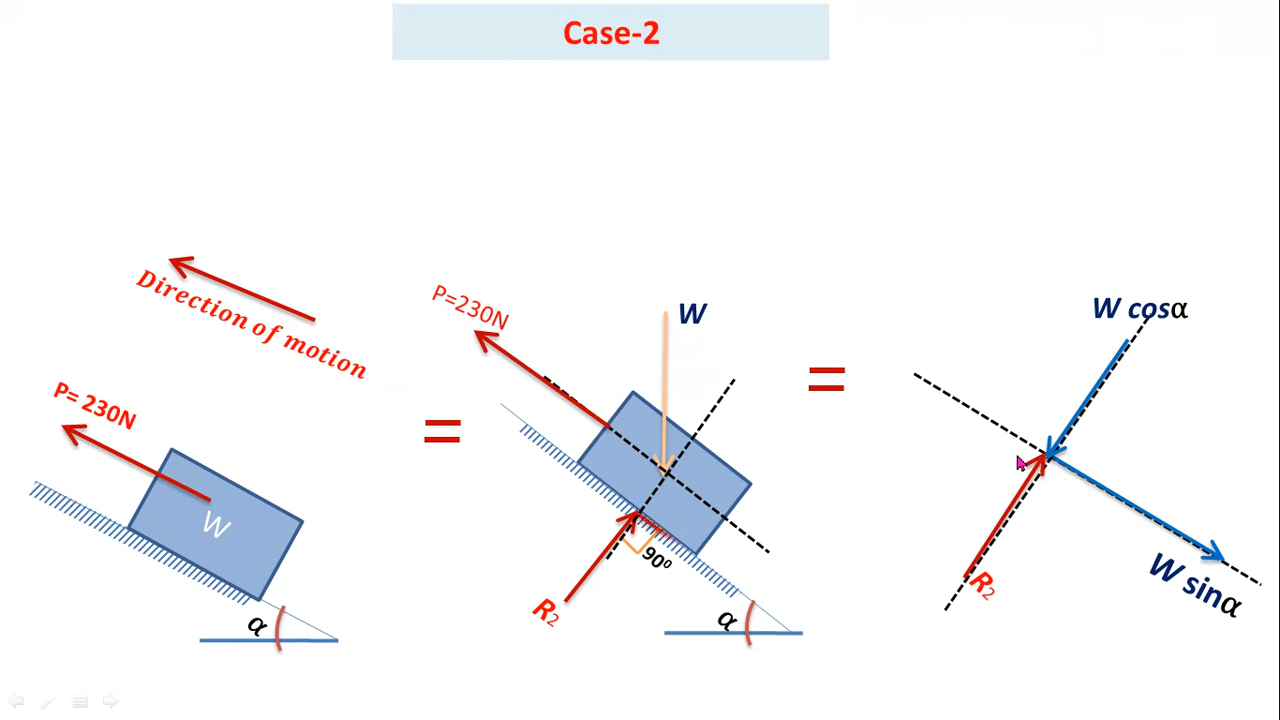 Case-2
Direction of motion
P= 230N
W
α
=
P=230N
W
90⁰
R₂
α
=
W cosα
R₂
W sinα